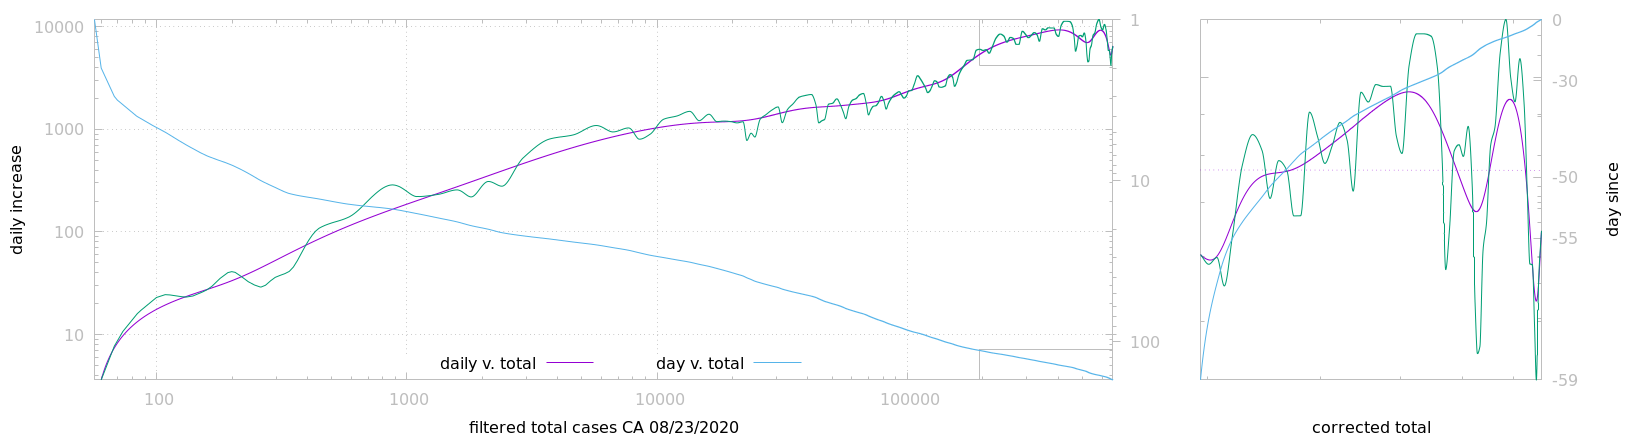 10000
1000
100
10
daily increase
100
1000
10000
100000
filtered total cases CA 08/23/2020
daily v. total
day v. total
1
10
100
0
-30
-50
-55
-59
day since
corrected total